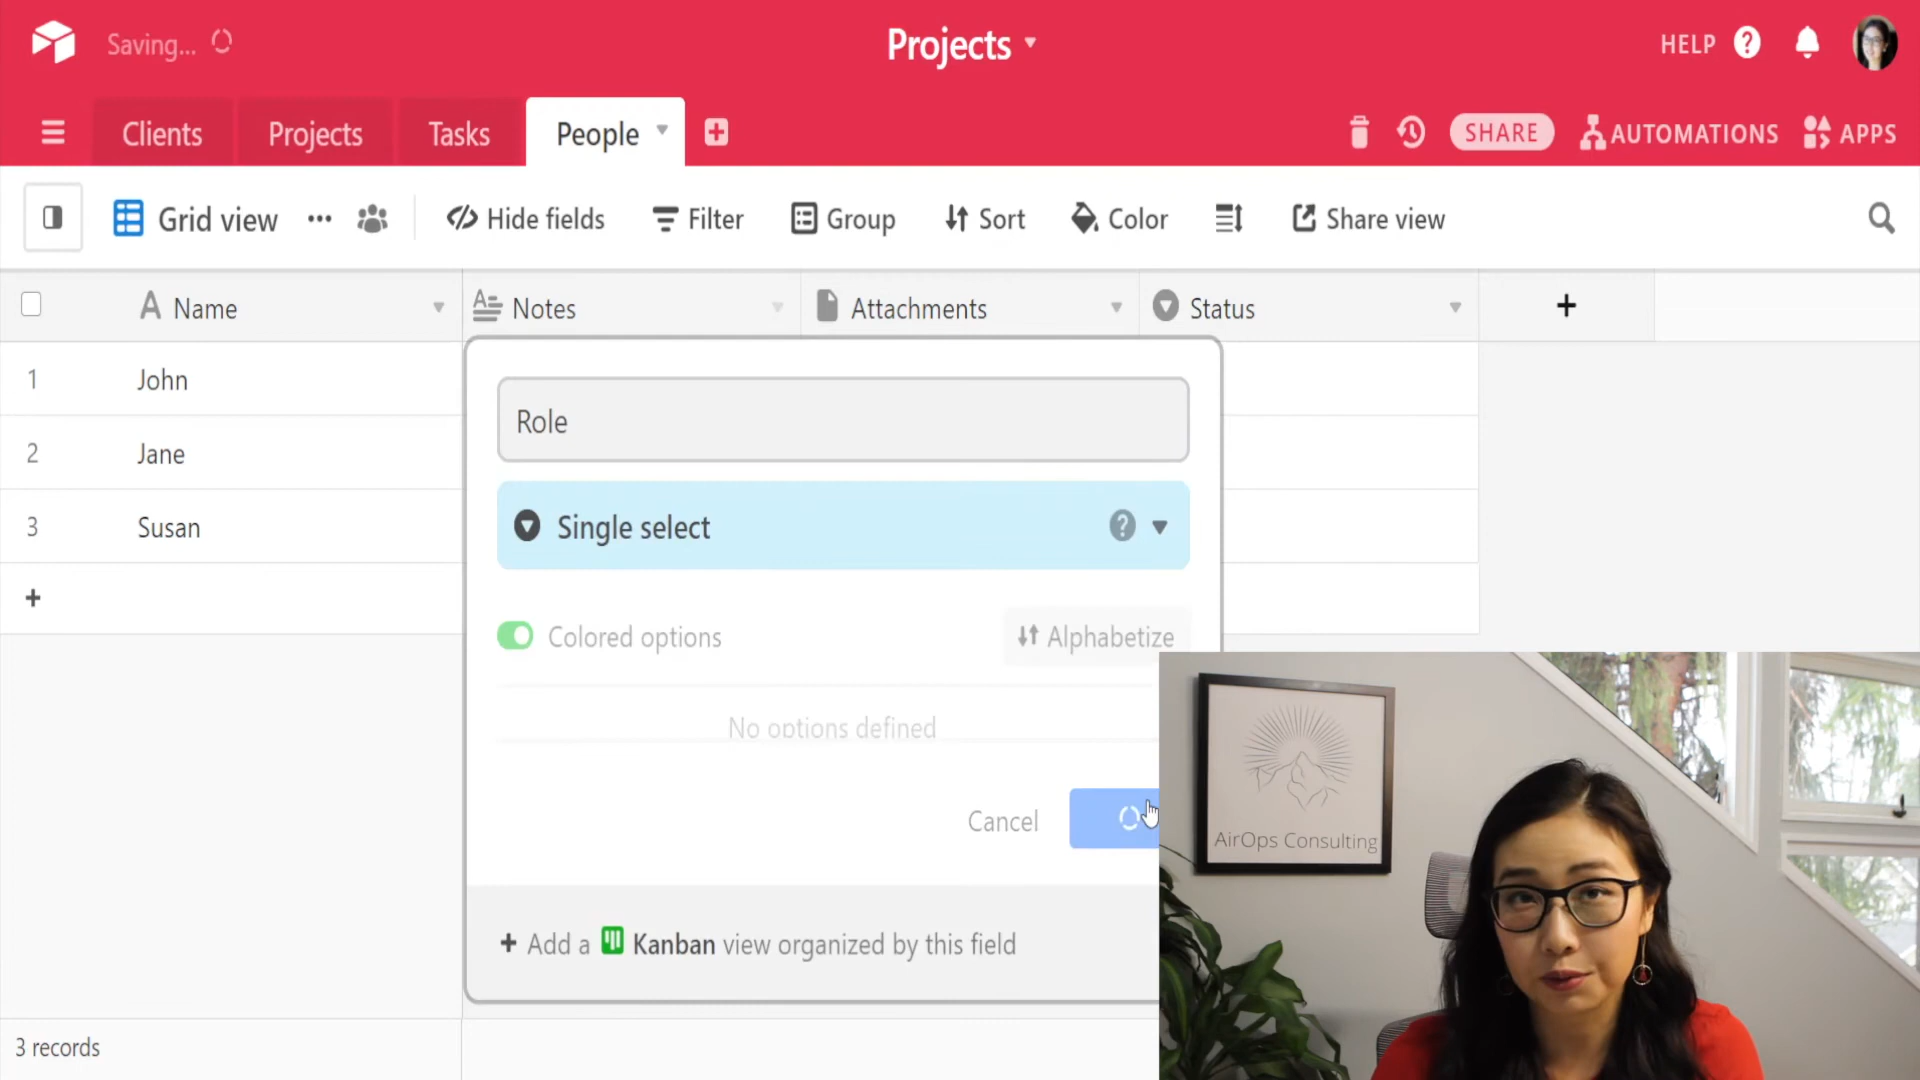 Saving...
Projects
HELP
Clients
Projects
Tasks
People
SHARE
AUTOMATIONS
APPS
Grid view
Hide fields
Filter
Group
Sort
Color
Share view
Name
Notes
Attachments
Status
1 John
2 Jane
3 Susan
Role
Single select
Colored options
Alphabetize
No options defined
Cancel
+ Add a Kanban view organized by this field
3 records
AirOps Consulting